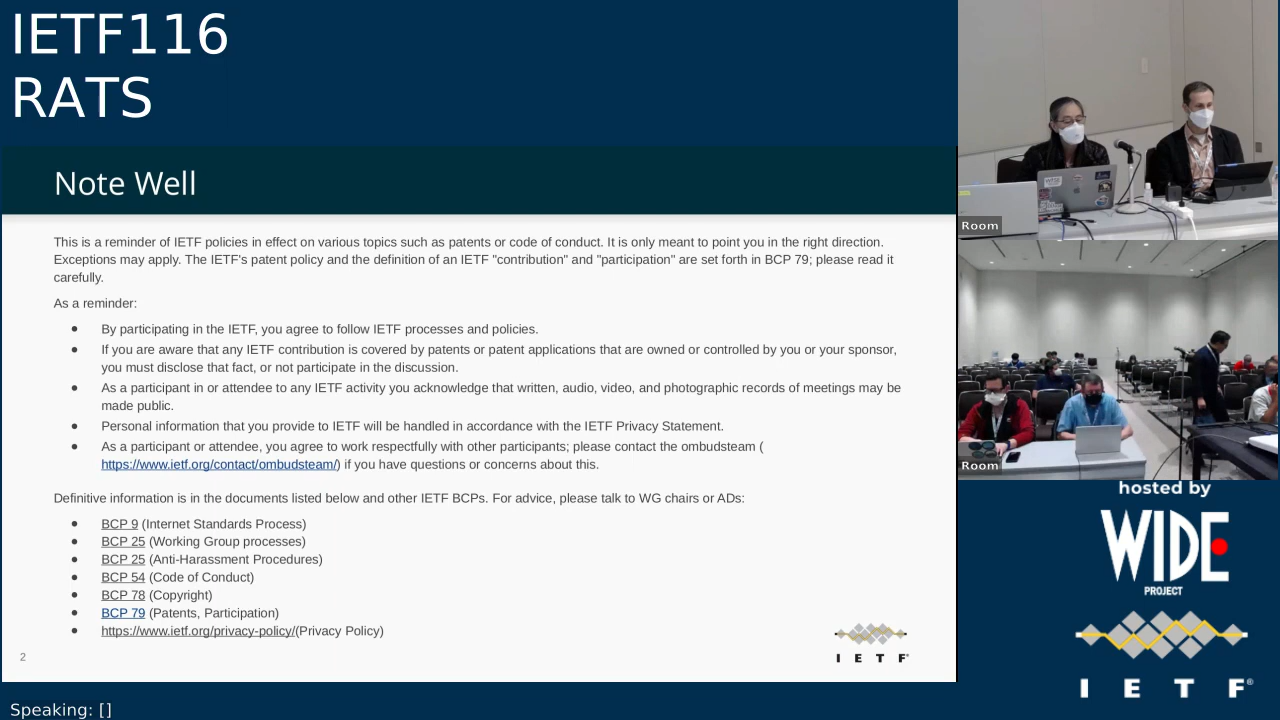 IETF116
RATS
Note Well
This is a reminder of IETF policies in effect on various topics such as patents or code of conduct. It is only meant to point you in the right direction.
Exceptions may apply. The IETF's patent policy and the definition of an IETF "contribution" and "participation" are set forth in BCP 79; please read it
carefully.
As a reminder:
● By participating in the IETF, you agree to follow IETF processes and policies.
● If you are aware that any IETF contribution is covered by patents or patent applications that are owned or controlled by you or your sponsor,
you must disclose that fact, or not participate in the discussion.
● As a participant in or attendee to any IETF activity you acknowledge that written, audio, video, and photographic records of meetings may be
made public.
● Personal information that you provide to IETF will be handled in accordance with the IETF Privacy Statement.
● As a participant or attendee, you agree to work respectfully with other participants; please contact the ombudsteam (
https://www.ietf.org/contact/ombudsteam/) if you have questions or concerns about this.
Definitive information is in the documents listed below and other IETF BCPs. For advice, please talk to WG chairs or ADs:
● BCP 9 (Internet Standards Process)
● BCP 25 (Working Group processes)
● BCP 25 (Anti-Harassment Procedures)
● BCP 54 (Code of Conduct)
● BCP 78 (Copyright)
● BCP 79 (Patents, Participation)
● https://www.ietf.org/privacy-policy/(Privacy Policy)
2
I E T F®
Room
Room
hosted by
WIDE
PROJECT
I E T F®
Speaking: []